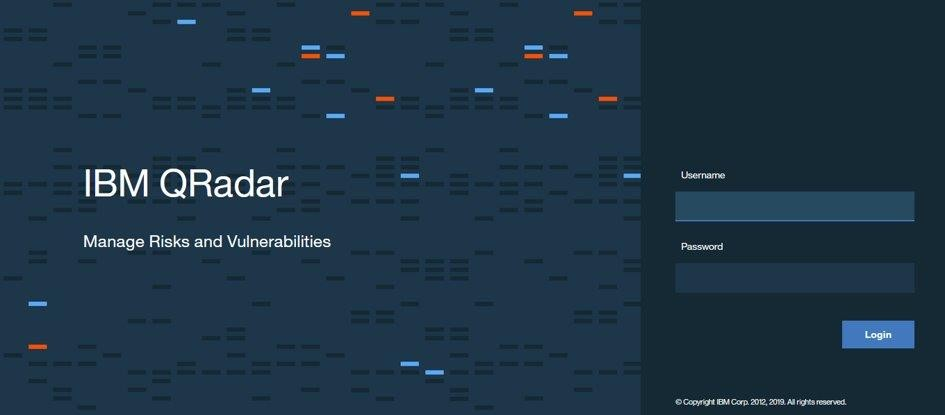 IBM QRadar
Manage Risks and Vulnerabilities
Username
Password
Login
© Copyright IBM Corp. 2012, 2019. All rights reserved.